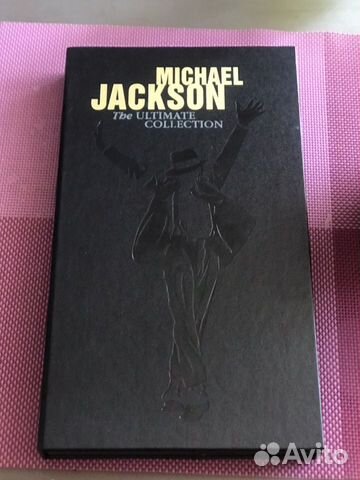 MICHAEL
JACKSON
The ULTIMATE
COLLECTION
Avito